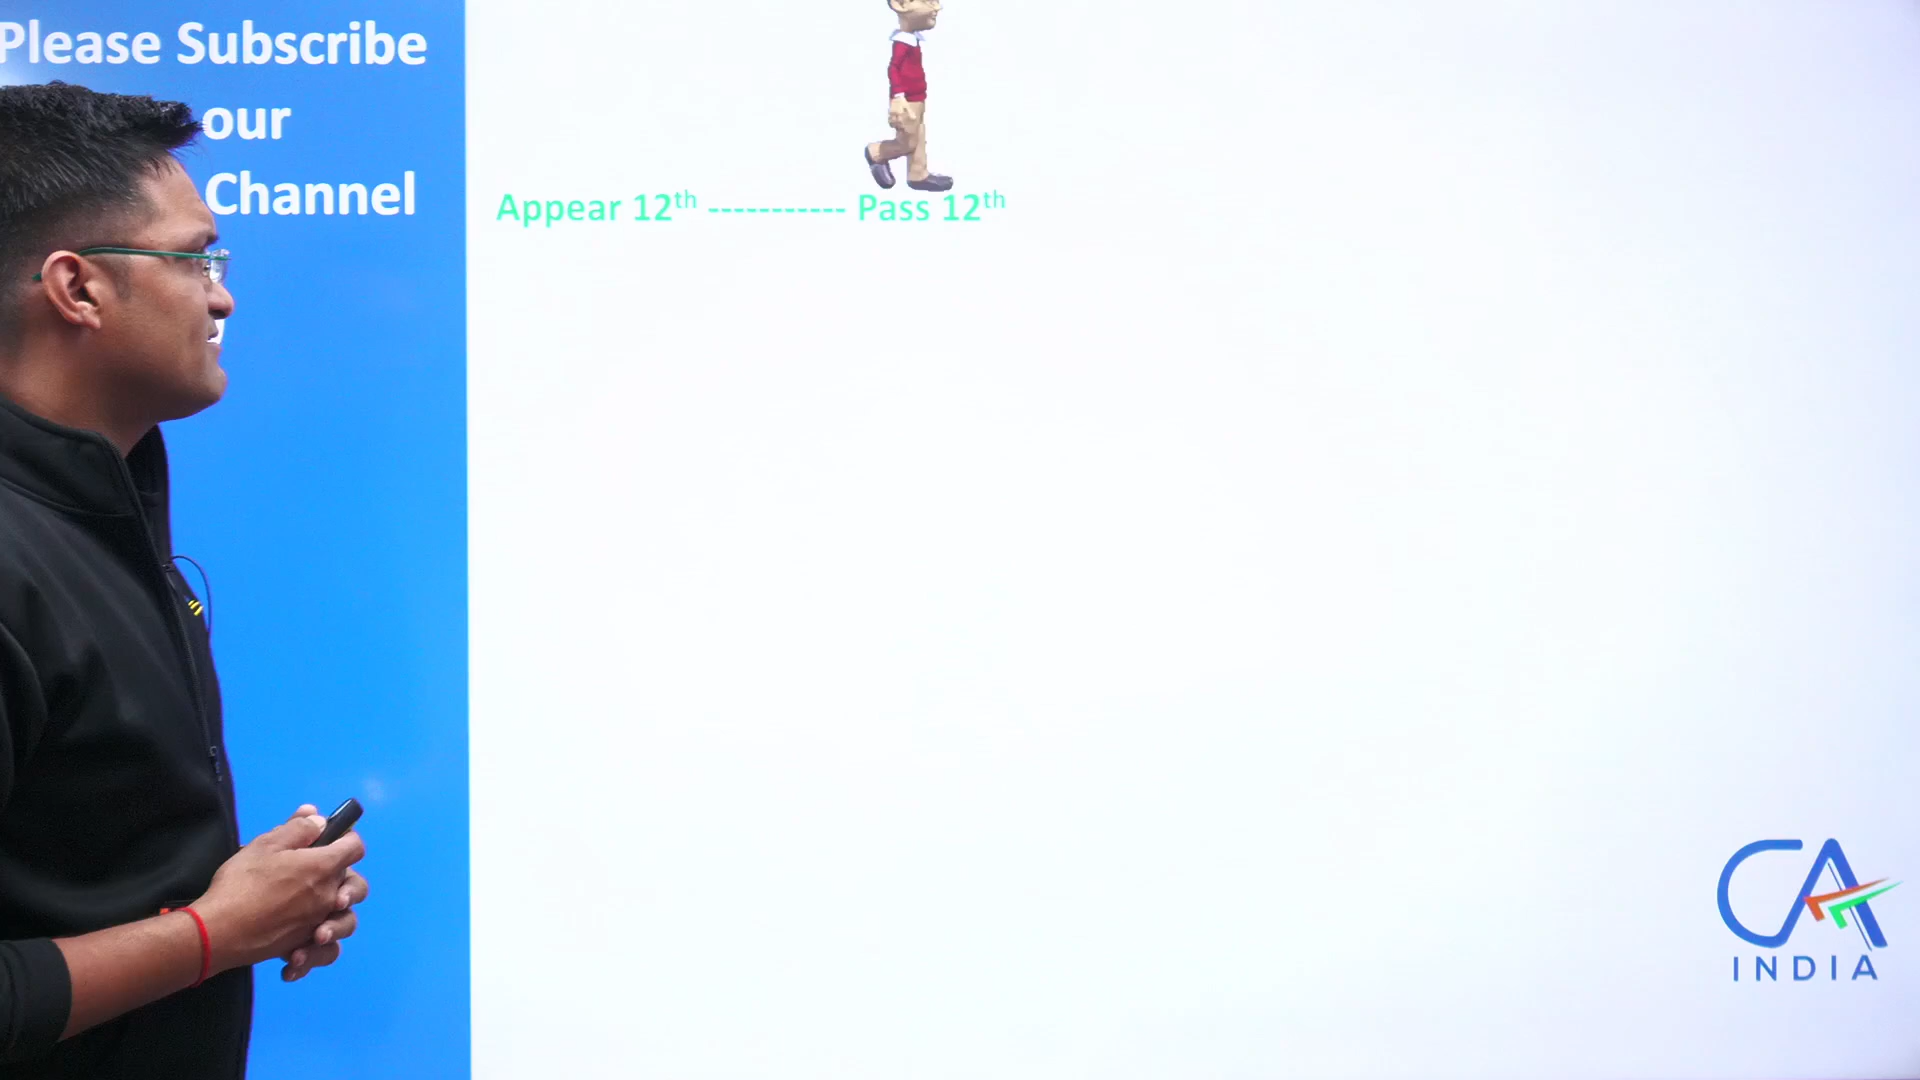 Please Subscribe
our
Channel
Appear 12th ----------- Pass 12th
CA
INDIA